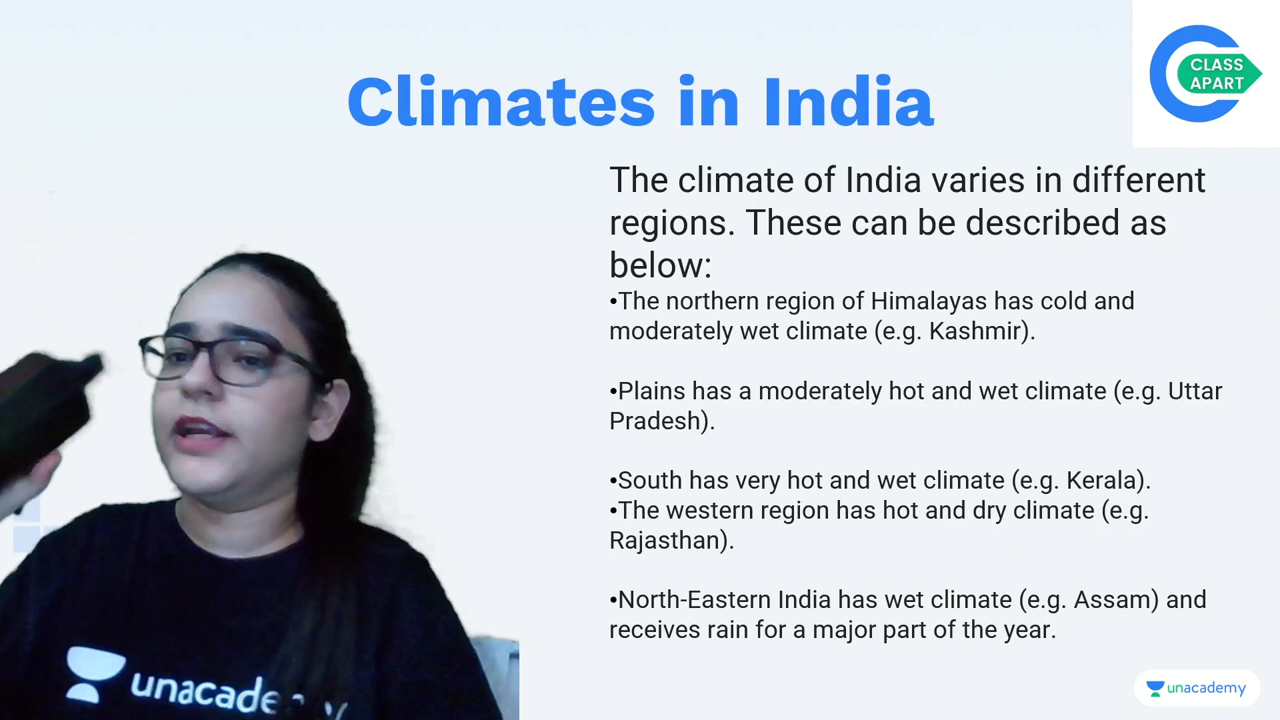 Climates in India
CLASS
APART
The climate of India varies in different
regions. These can be described as
below:
•The northern region of Himalayas has cold and
moderately wet climate (e.g. Kashmir).
•Plains has a moderately hot and wet climate (e.g. Uttar
Pradesh).
•South has very hot and wet climate (e.g. Kerala).
•The western region has hot and dry climate (e.g.
Rajasthan).
•North-Eastern India has wet climate (e.g. Assam) and
receives rain for a major part of the year.
unacademy
unacademy